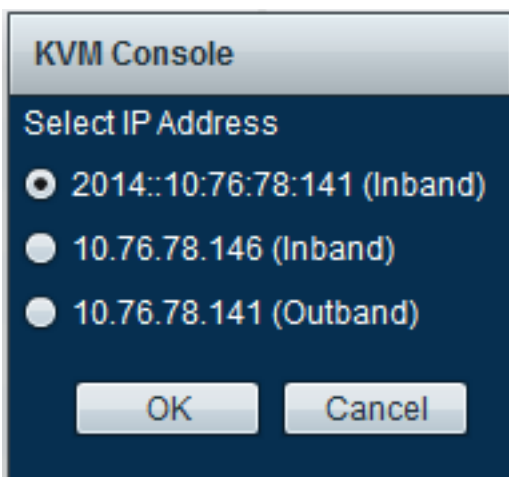 KVM Console
Select IP Address
2014::10:76:78:141 (Inband)
10.76.78.146 (Inband)
10.76.78.141 (Outband)
OK Cancel